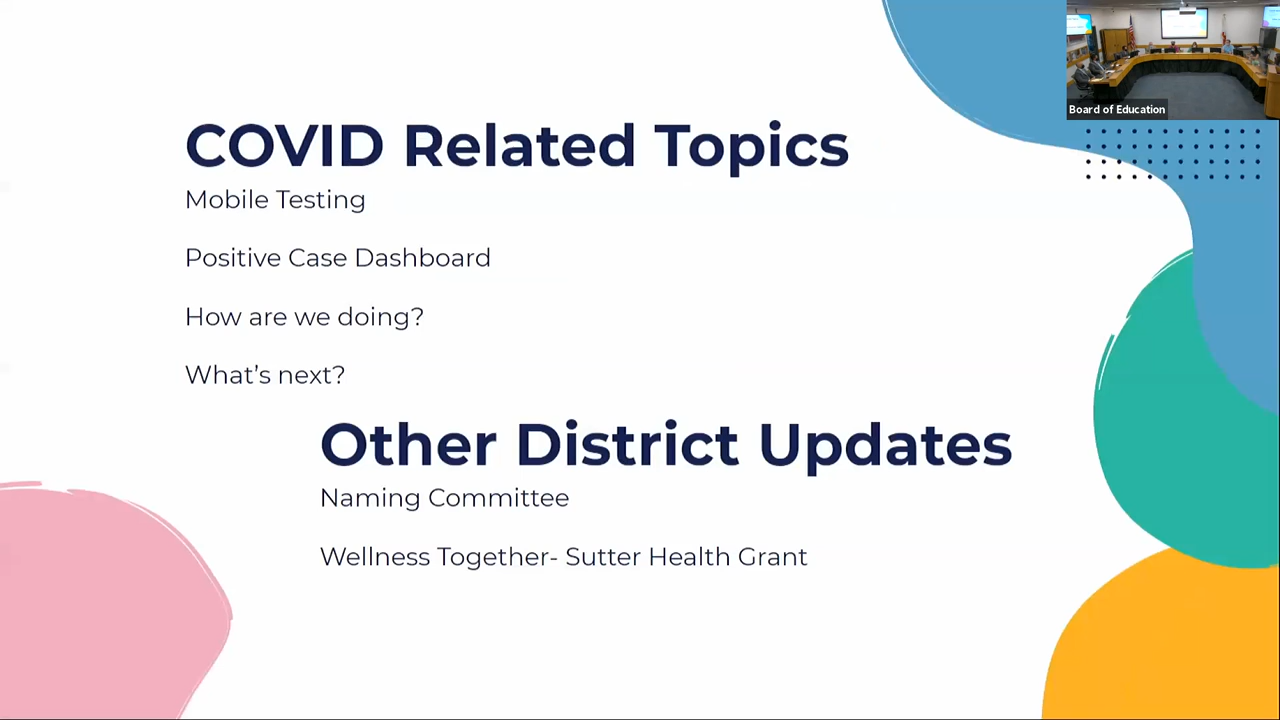 Board of Education
COVID Related Topics
Mobile Testing
Positive Case Dashboard
How are we doing?
What’s next?
Other District Updates
Naming Committee
Wellness Together- Sutter Health Grant